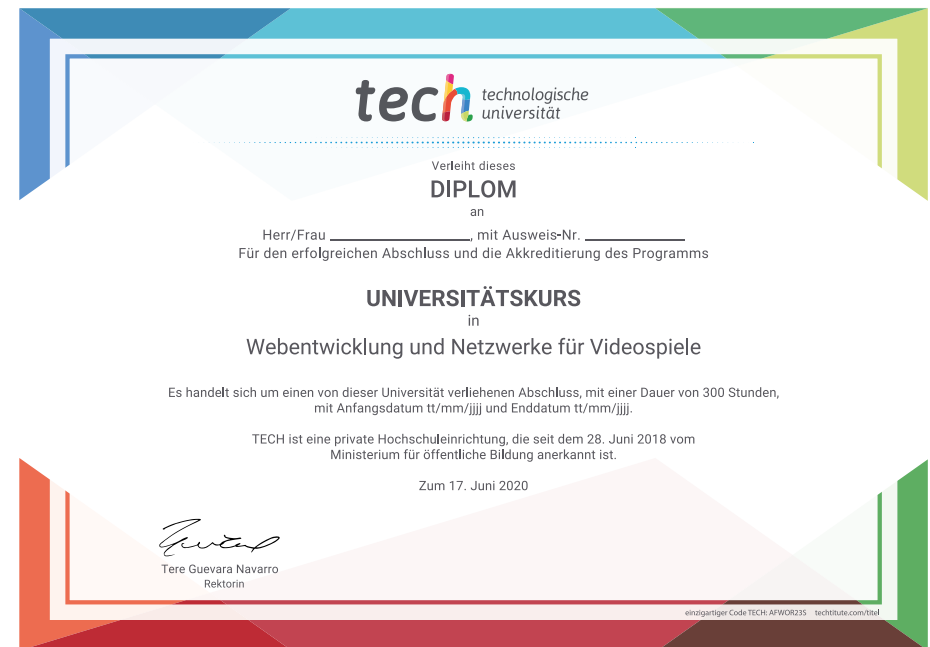 tech technologische
universität
Verleiht dieses
DIPLOM
an
Herr/Frau ____________________, mit Ausweis-Nr. ______________
Für den erfolgreichen Abschluss und die Akkreditierung des Programms
UNIVERSITÄTSKURS
in
Webentwicklung und Netzwerke für Videospiele
Es handelt sich um einen von dieser Universität verliehenen Abschluss, mit einer Dauer von 300 Stunden,
mit Anfangsdatum tt/mm/jjjj und Enddatum tt/mm/jjjj.
TECH ist eine private Hochschuleinrichtung, die seit dem 28. Juni 2018 vom
Ministerium für öffentliche Bildung anerkannt ist.
Zum 17. Juni 2020
Tere Guevara Navarro
Rektorin
einzigartiger Code TECH: AFWOR23S techtitute.com/titel